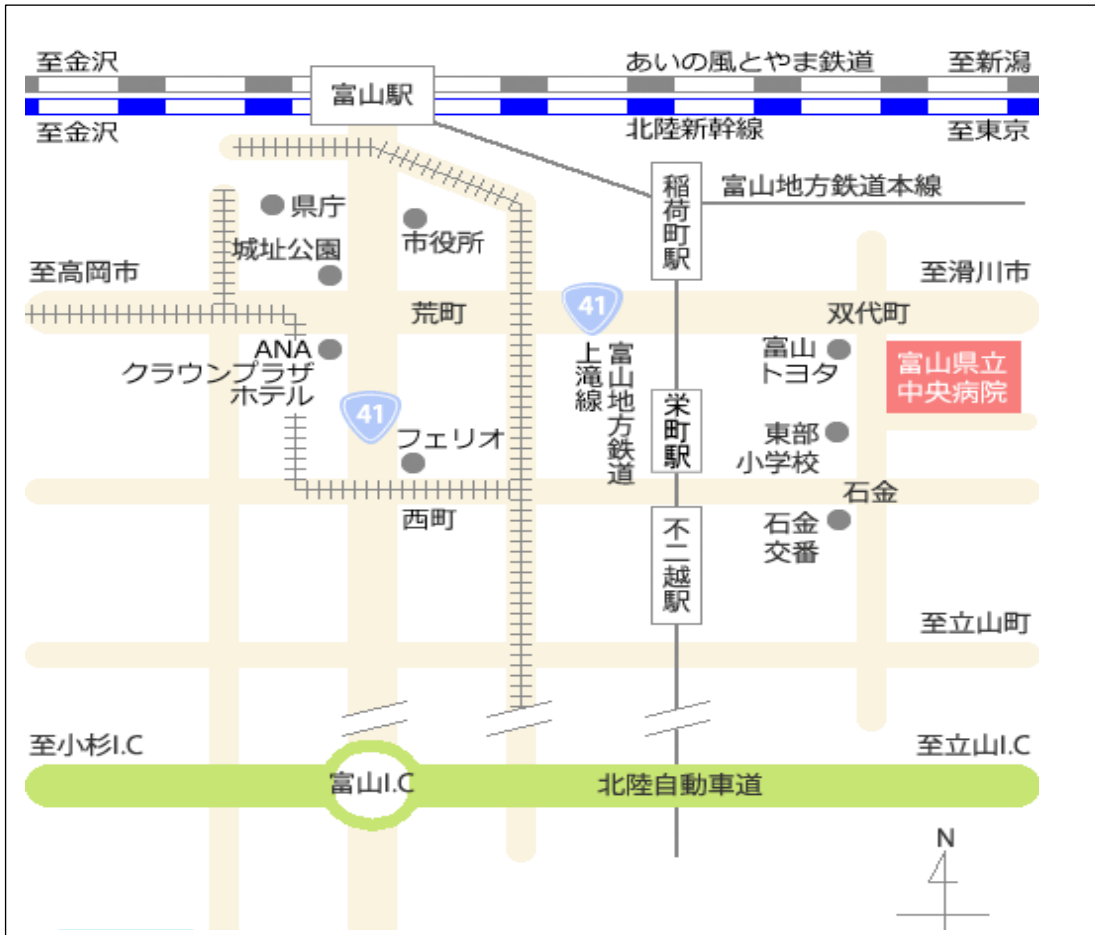 至金沢
あいの風とやま鉄道
至新潟
富山駅
至金沢
北陸新幹線
至東京
稲荷町駅
富山地方鉄道本線
県庁
市役所
城址公園
至高岡市
至滑川市
荒町
41
双代町
ANA
クラウンプラザ
ホテル
富山地方鉄道
上滝線
富山
トヨタ
富山県立
中央病院
41
栄町駅
フェリオ
東部
小学校
石金
西町
不二越駅
石金
交番
至立山町
至小杉I.C
至立山I.C
富山I.C
北陸自動車道
N